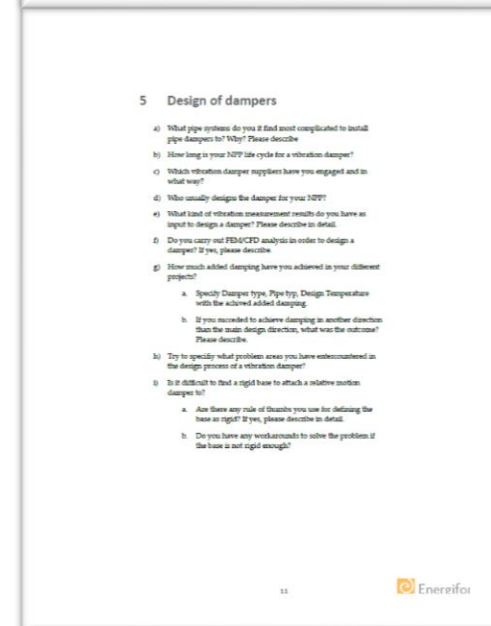 5 Design of dampers
a) What pipe systems do you it find most complicated to install
pipe dampers to? Why? Please describe
b) How long is your NPP life cycle for a vibration damper?
c) Which vibration damper suppliers have you engaged and in
what way?
d) Who usually designs the damper for your NPP?
e) What kind of vibration measurement results do you have as
input to design a damper? Please describe in detail.
f) Do you carry out FEM/CFD analysis in order to design a
damper? If yes, please describe.
g) How much added damping have you achieved in your different
projects?
a. Specify Damper type, Pipe typ, Design Temperature
with the achived added damping.
b. If you succeded to achieve damping in another direction
than the main design direction, what was the outcome?
Please describe.
h) Try to specify what problem areas you have entercountered in
the design process of a vibration damper?
i) Is it difficult to find a rigid base to attach a relative motion
damper to?
a. Are there any rule of thumbs you use for defining the
base as rigid? If yes, please describe in detail.
b. Do you have any workarounds to solve the problem if
the base is not rigid enough?
11
Energifor